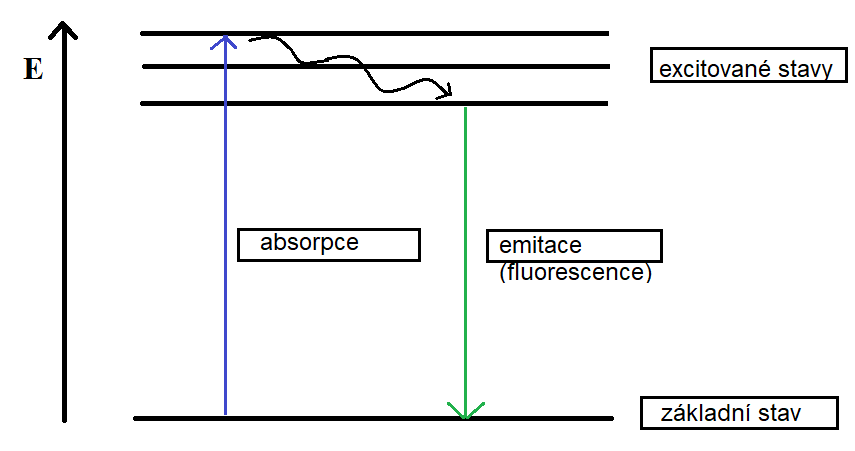 E
excitované stavy
absorpce
emitace
(fluorescence)
základní stav